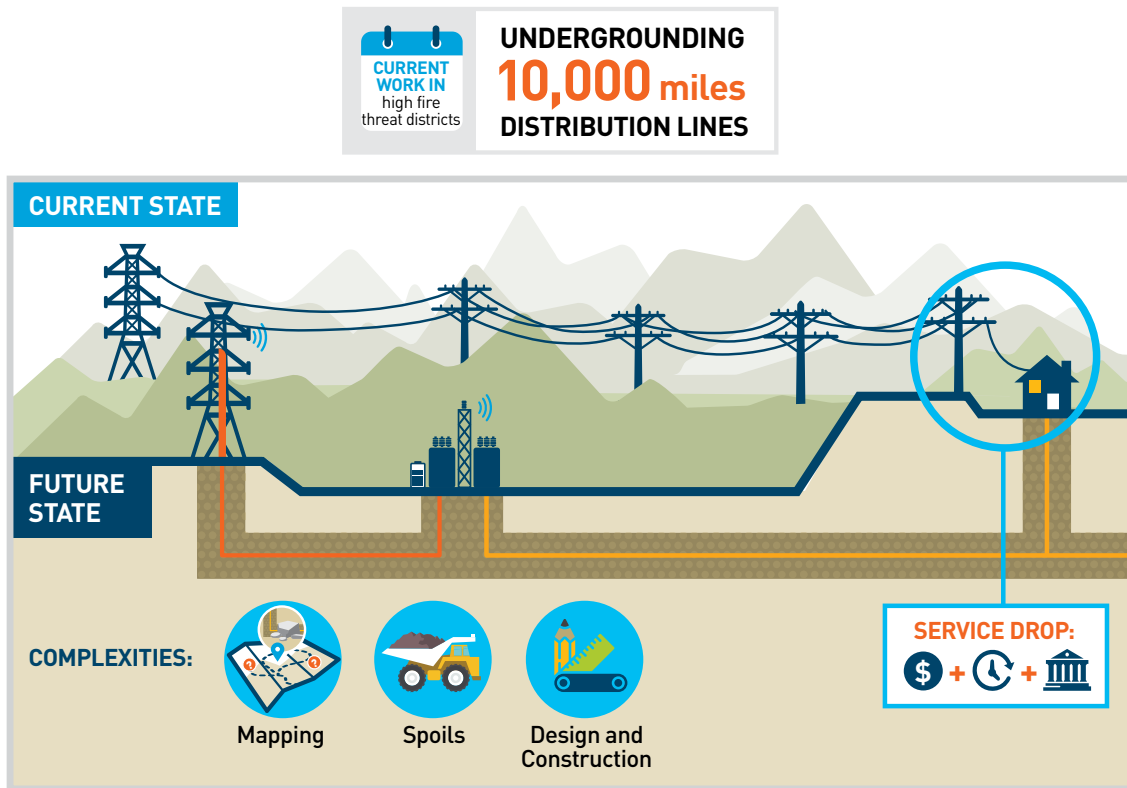 CURRENT
WORK IN
high fire
threat districts
UNDERGROUNDING
10,000 miles
DISTRIBUTION LINES
CURRENT STATE
FUTURE
STATE
COMPLEXITIES:
Mapping
Spoils
Design and
Construction
SERVICE DROP:
$ + +